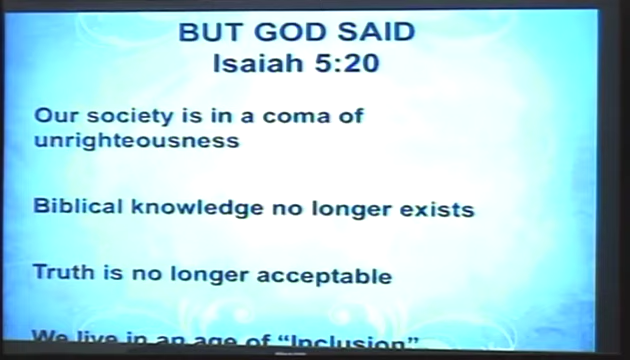 BUT GOD SAID
Isaiah 5:20
Our society is in a coma of
unrighteousness
Biblical knowledge no longer exists
Truth is no longer acceptable
We live in an age of “Inclusion”